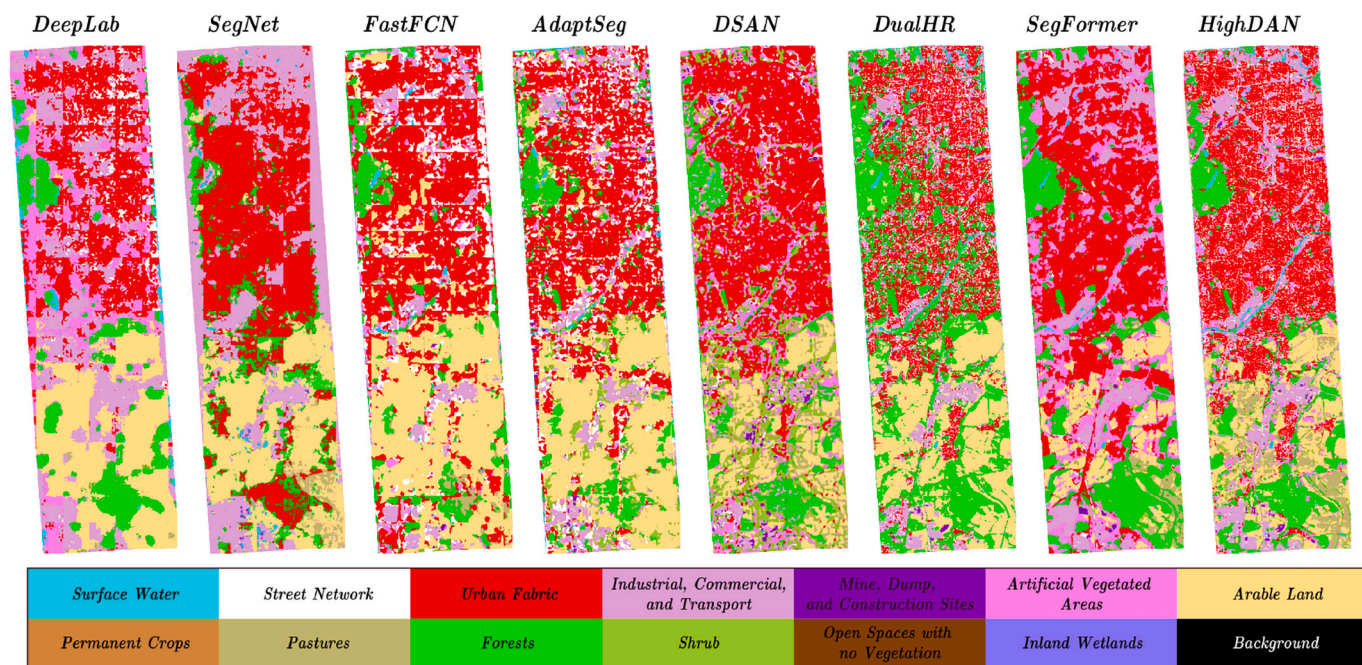 DeepLab SegNet FastFCN AdaptSeg DSAN DualHR SegFormer HighDAN
Surface Water
Street Network
Urban Fabric
Industrial, Commercial,
and Transport
Mine, Dump,
and Construction Sites
Artificial Vegetated
Areas
Arable Land
Permanent Crops
Pastures
Forests
Shrub
Open Spaces with
no Vegetation
Inland Wetlands
Background